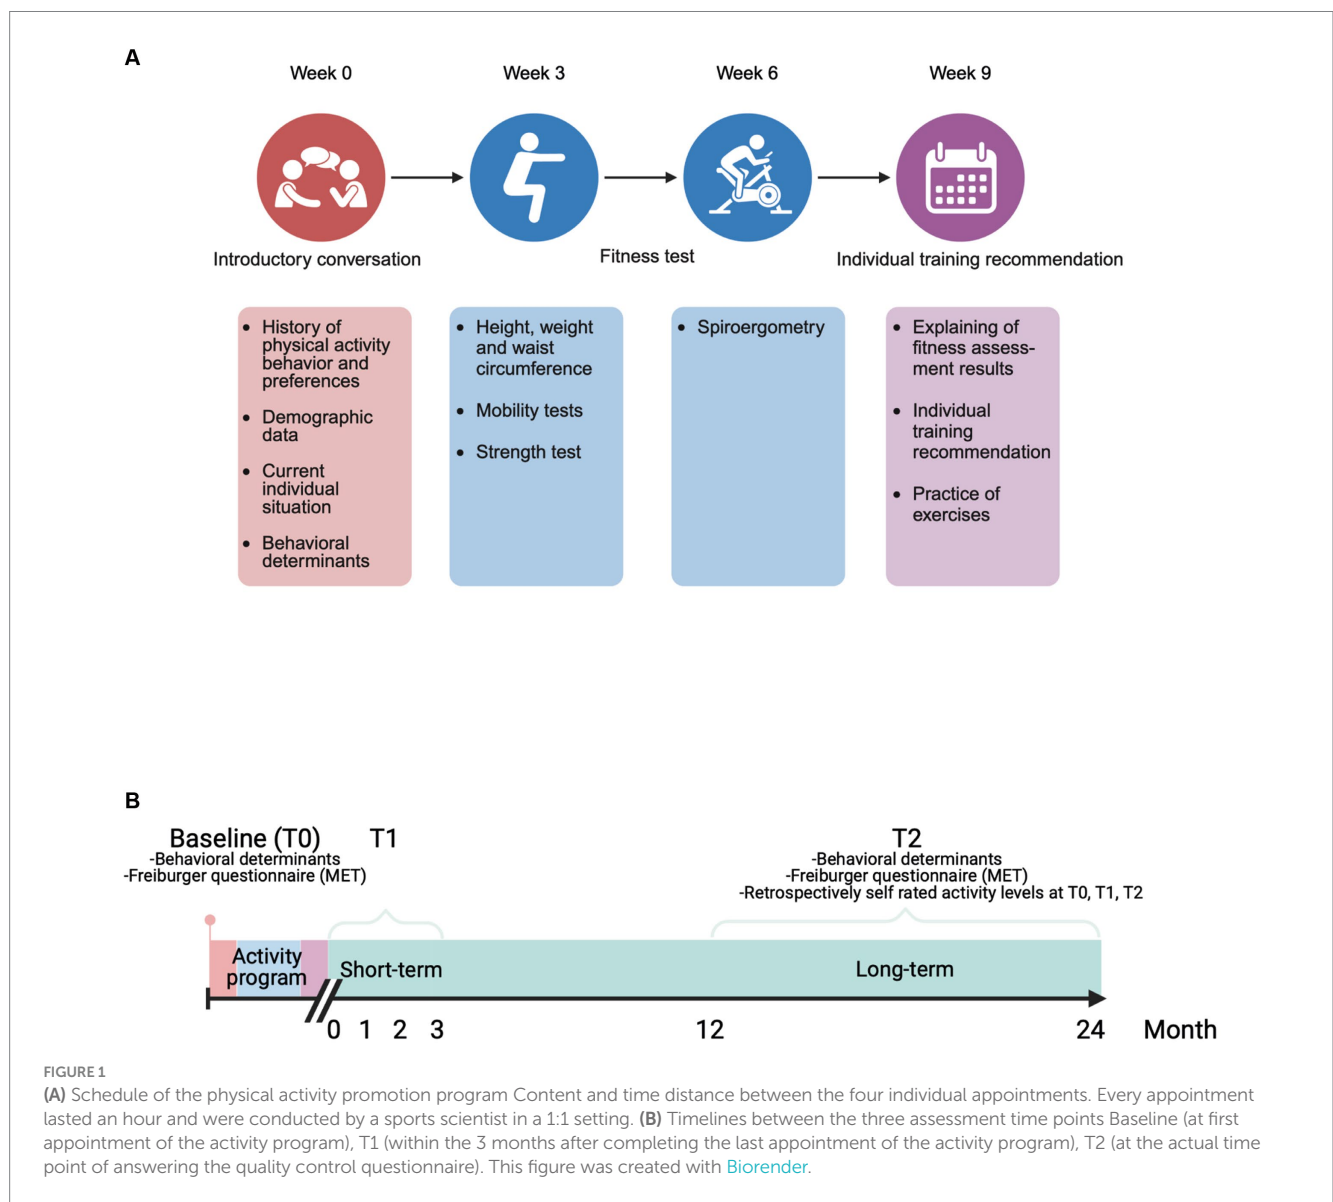 A
Week 0
Week 3
Week 6
Week 9
Introductory conversation
Fitness test
Individual training recommendation
• History of
physical activity
behavior and
preferences
• Demographic
data
• Current
individual
situation
• Behavioral
determinants
• Height, weight
and waist
circumference
• Mobility tests
• Strength test
• Spiroergometry
• Explaining of
fitness assess-
ment results
• Individual
training
recommendation
• Practice of
exercises
B
Baseline (T0)
-Behavioral determinants
-Freiburger questionnaire (MET)
T1
T2
-Behavioral determinants
-Freiburger questionnaire (MET)
-Retrospectively self rated activity levels at T0, T1, T2
Activity
program
Short-term
Long-term
0 1 2 3 12 24 Month
FIGURE 1
(A) Schedule of the physical activity promotion program Content and time distance between the four individual appointments. Every appointment
lasted an hour and were conducted by a sports scientist in a 1:1 setting. (B) Timelines between the three assessment time points Baseline (at first
appointment of the activity program), T1 (within the 3 months after completing the last appointment of the activity program), T2 (at the actual time
point of answering the quality control questionnaire). This figure was created with Biorender.